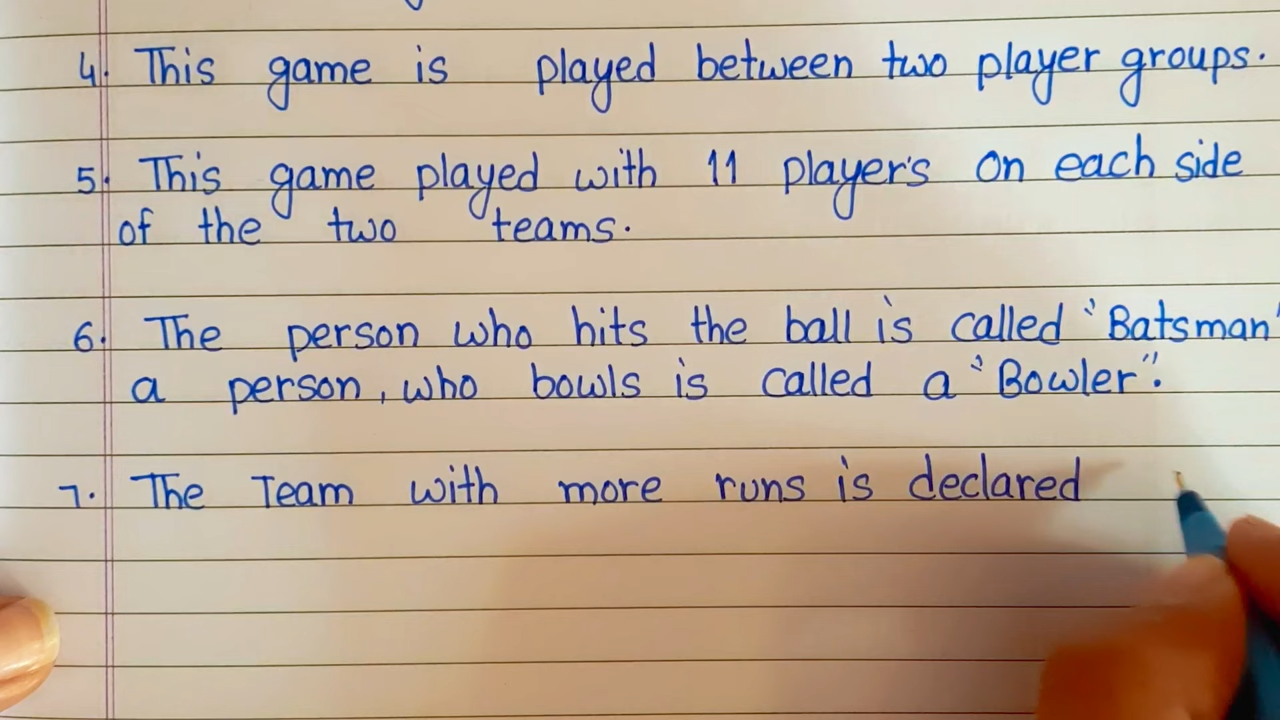 4. This game is played between two player groups.
5. This game played with 11 player's on each side
of the two teams.
6. The person who hits the ball is called 'Batsman'
a person, who bowls is called a "Bowler".
7. The Team with more runs is declared